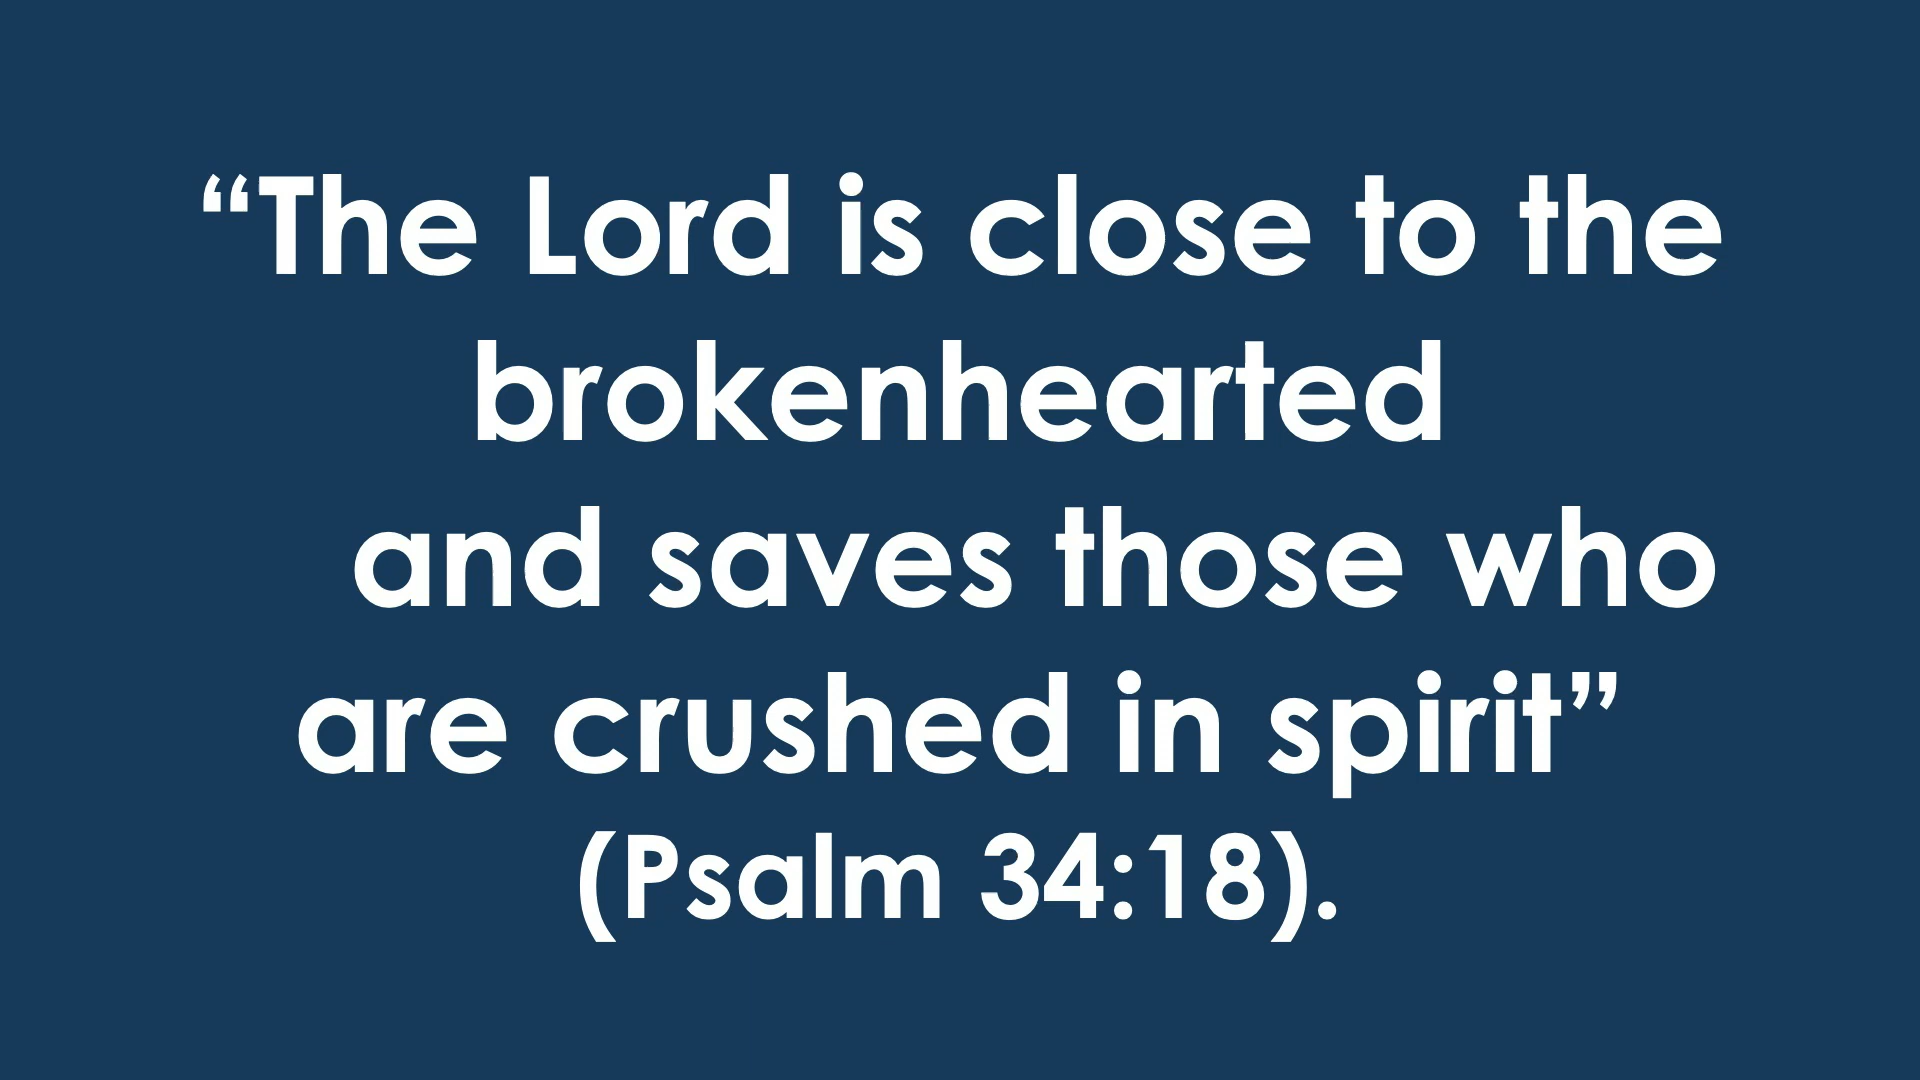 “The Lord is close to the
brokenhearted
and saves those who
are crushed in spirit”
(Psalm 34:18).